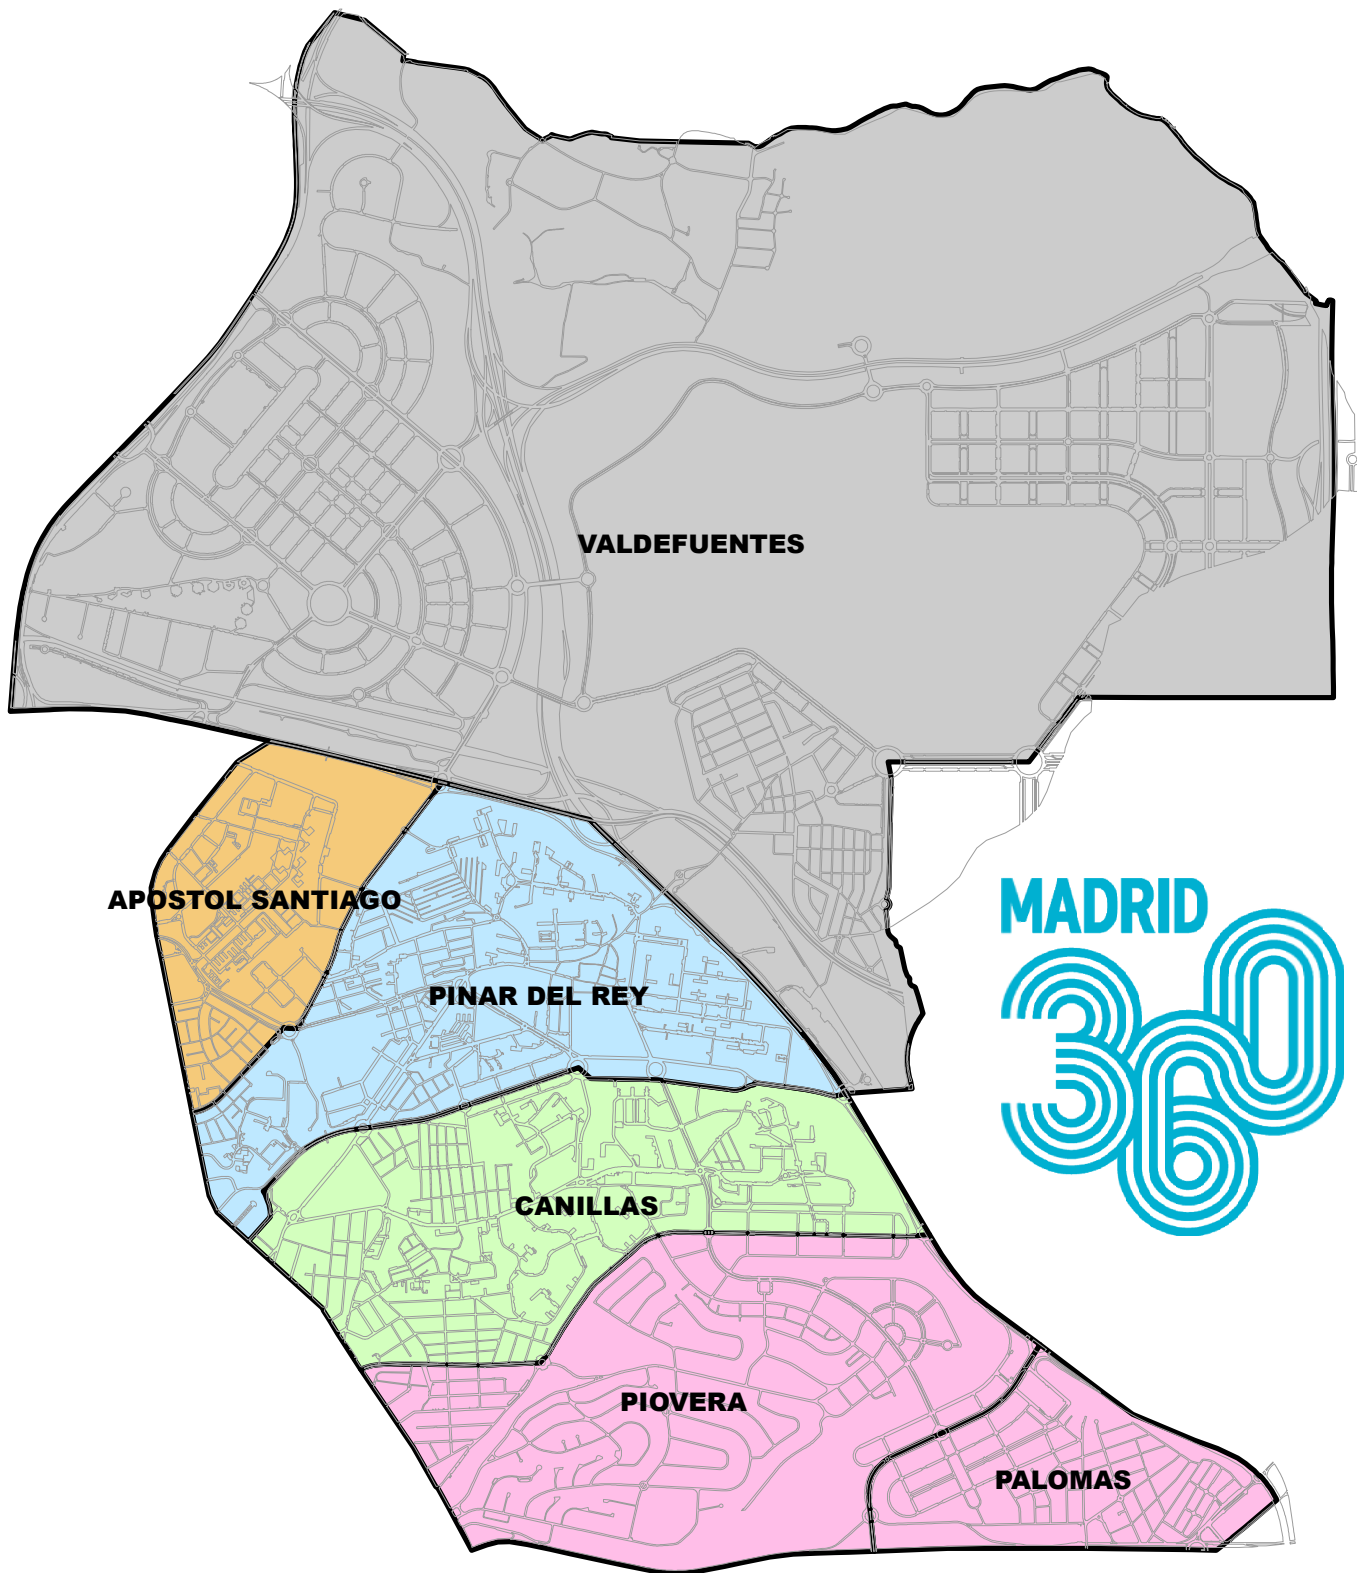 VALDEFUENTES
APOSTOL SANTIAGO
MADRID
360
PINAR DEL REY
CANILLAS
PIOVERA
PALOMAS